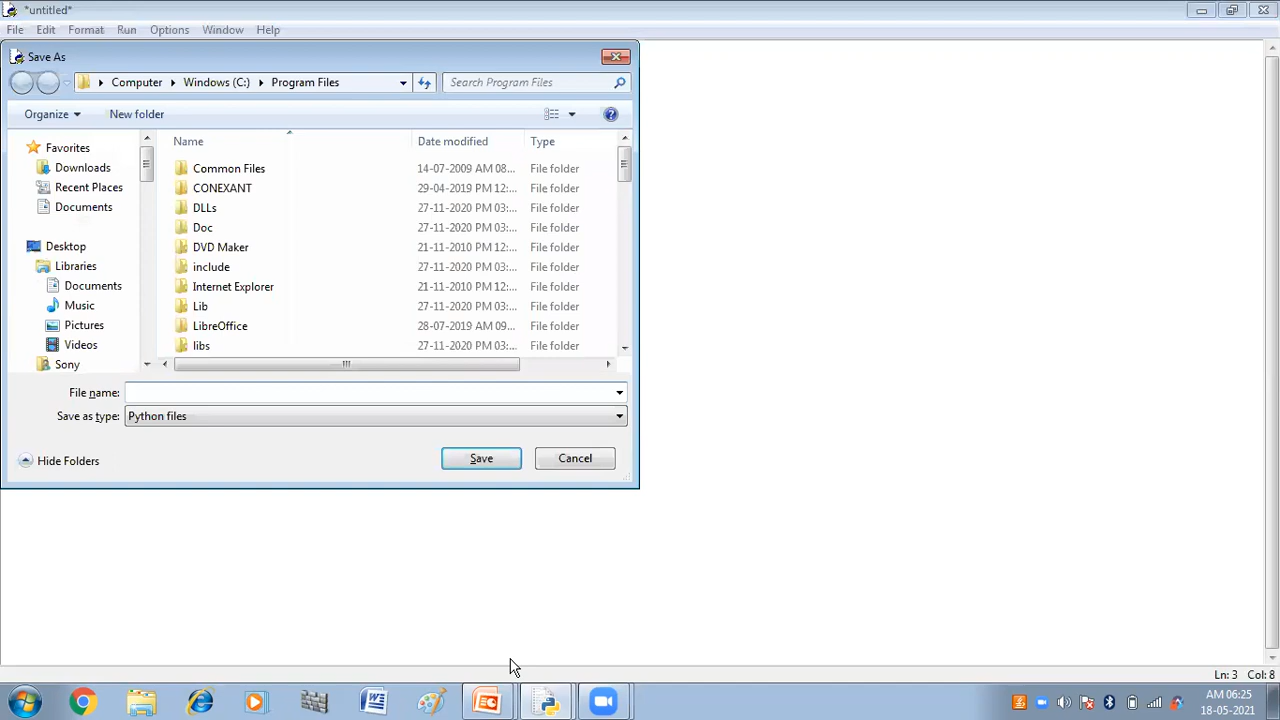 *untitled*
File Edit Format Run Options Window Help
Save As
Computer Windows (C:) Program Files Search Program Files
Organize New folder
Name Date modified Type
Favorites
Downloads
Recent Places
Documents
Desktop
Libraries
Documents
Music
Pictures
Videos
Sony
Common Files 14-07-2009 AM 08... File folder
CONEXANT 29-04-2019 PM 12:... File folder
DLLs 27-11-2020 PM 03:... File folder
Doc 27-11-2020 PM 03:... File folder
DVD Maker 21-11-2010 PM 12:... File folder
include 27-11-2020 PM 03:... File folder
Internet Explorer 21-11-2010 PM 12:... File folder
Lib 27-11-2020 PM 03:... File folder
LibreOffice 28-07-2019 AM 09... File folder
libs 27-11-2020 PM 03:... File folder
File name:
Save as type: Python files
Hide Folders Save Cancel
Ln: 3 Col: 8
AM 06:25
18-05-2021